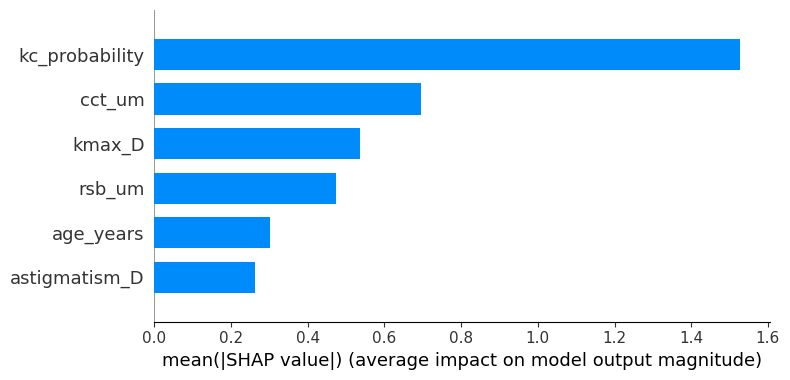 kc_probability
cct_um
kmax_D
rsb_um
age_years
astigmatism_D
0.0 0.2 0.4 0.6 0.8 1.0 1.2 1.4 1.6
mean(|SHAP value|) (average impact on model output magnitude)